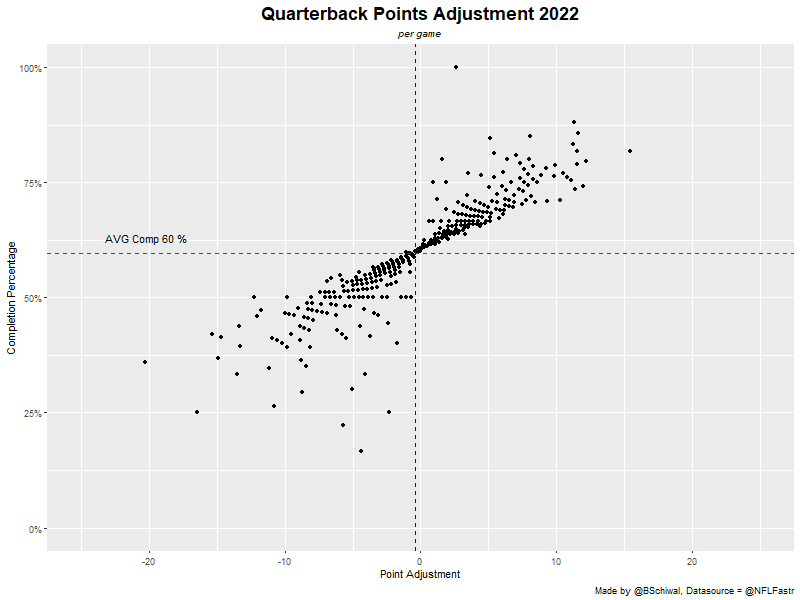 Quarterback Points Adjustment 2022
per game
100%
75%
AVG Comp 60 %
50%
25%
0%
Completion Percentage
-20
-10
0
10
20
Point Adjustment
Made by @BSchiwal, Datasource = @NFLFastr